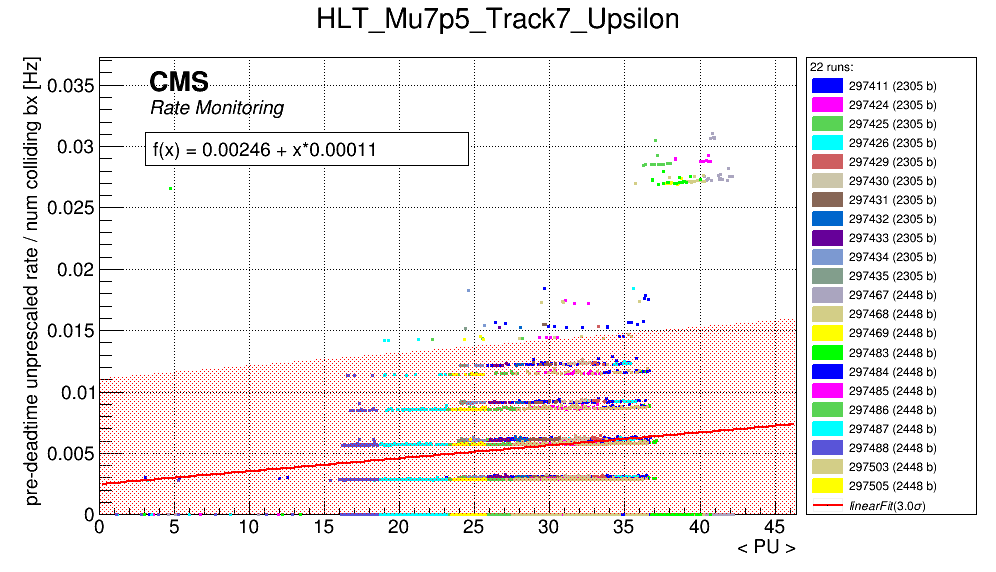 HLT_Mu7p5_Track7_Upsilon
pre-deadtime unprescaled rate / num colliding bx [Hz]
CMS
Rate Monitoring
f(x) = 0.00246 + x*0.00011
0.035
0.03
0.025
0.02
0.015
0.01
0.005
0
0 5 10 15 20 25 30 35 40 45
< PU >
22 runs:
297411 (2305 b)
297424 (2305 b)
297425 (2305 b)
297426 (2305 b)
297429 (2305 b)
297430 (2305 b)
297431 (2305 b)
297432 (2305 b)
297433 (2305 b)
297434 (2305 b)
297435 (2305 b)
297467 (2448 b)
297468 (2448 b)
297469 (2448 b)
297483 (2448 b)
297484 (2448 b)
297485 (2448 b)
297486 (2448 b)
297487 (2448 b)
297488 (2448 b)
297503 (2448 b)
297505 (2448 b)
linearFit(3.0σ)